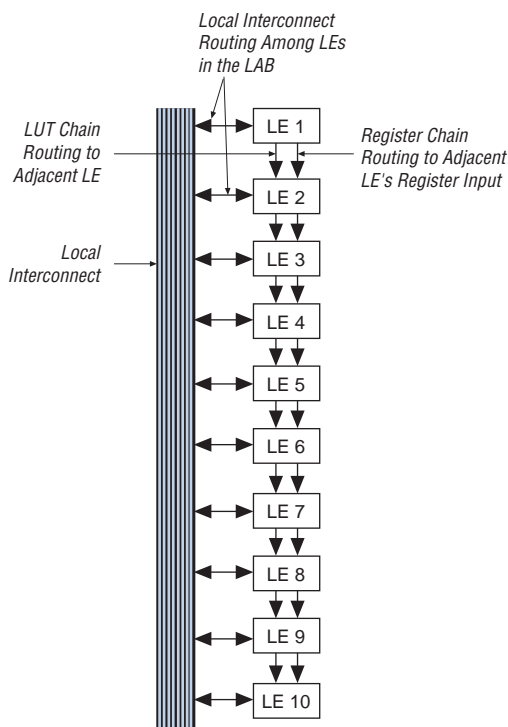 Local Interconnect
Routing Among LEs
in the LAB
LUT Chain
Routing to
Adjacent LE
Register Chain
Routing to Adjacent
LE's Register Input
Local
Interconnect
LE 1
LE 2
LE 3
LE 4
LE 5
LE 6
LE 7
LE 8
LE 9
LE 10